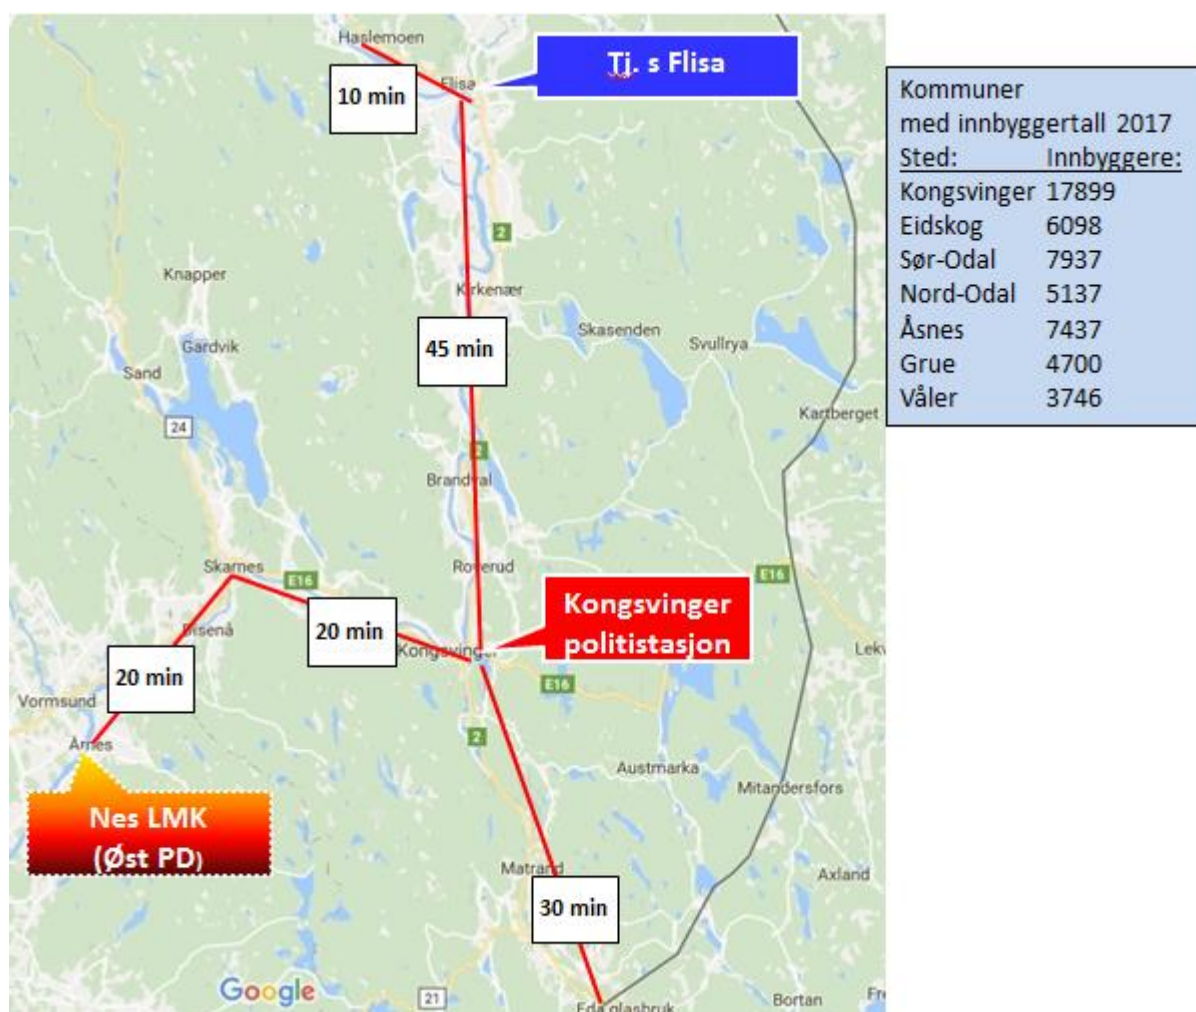 Haslemoen
Tj. s Flisa
Flisa
10 min
Kommuner
med innbyggertall 2017
Sted: Innbyggere:
Kongsvinger 17899
Eidskog 6098
Sør-Odal 7937
Nord-Odal 5137
Åsnes 7437
Grue 4700
Våler 3746
2
Knapper
Kirkenær
Skasenden
Svullrya
Gardvik
45 min
Sand
Kartberget
24
2
Brandval
Skarnes
Roverud
E16
E16
Kongsvinger
politistasjon
20 min
Disenå
Kongsvinger
20 min
E16
Vormsund
Årnes
2
Austmarka
Mitandersfors
Nes LMK
(Øst PD)
Matrand
Axland
30 min
Google
21
Eda glasbruk
Bortan